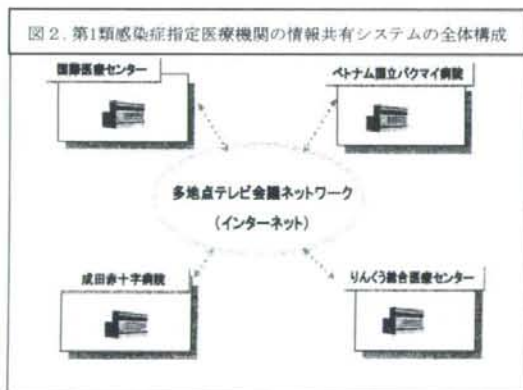 図2. 第1類感染症指定医療機関の情報共有システムの全体構成
国際医療センター
ベトナム国立バクマイ病院
多地点テレビ会議ネットワーク
(インターネット)
成田赤十字病院
りんくう総合医療センター